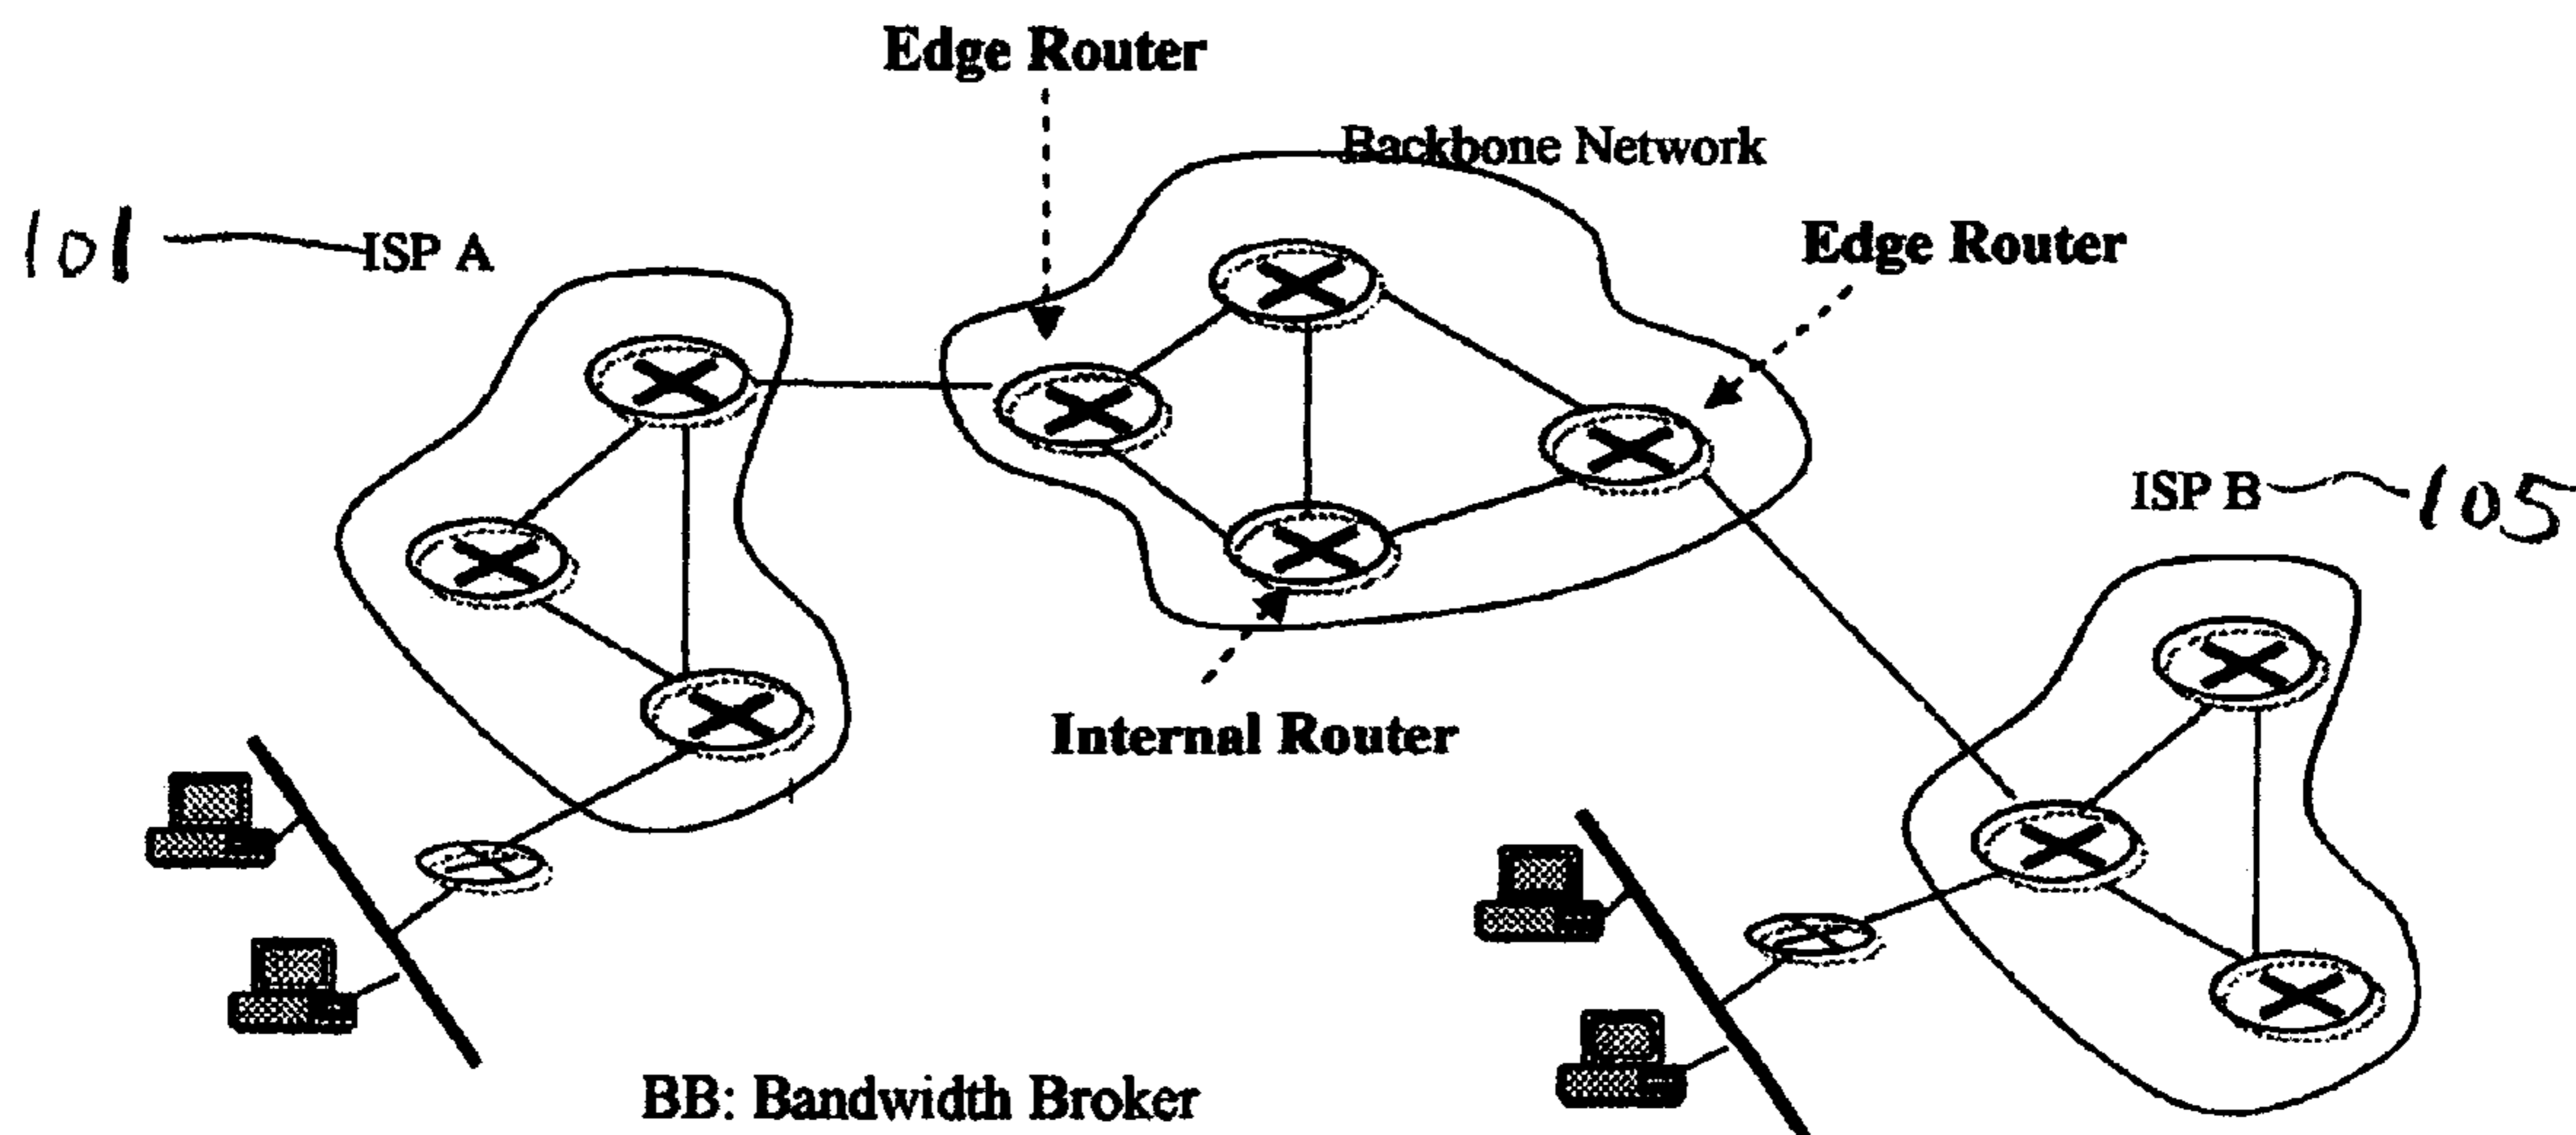 Edge Router
Backbone Network
101 ISP A
Edge Router
ISP B 105
Internal Router
BB: Bandwidth Broker